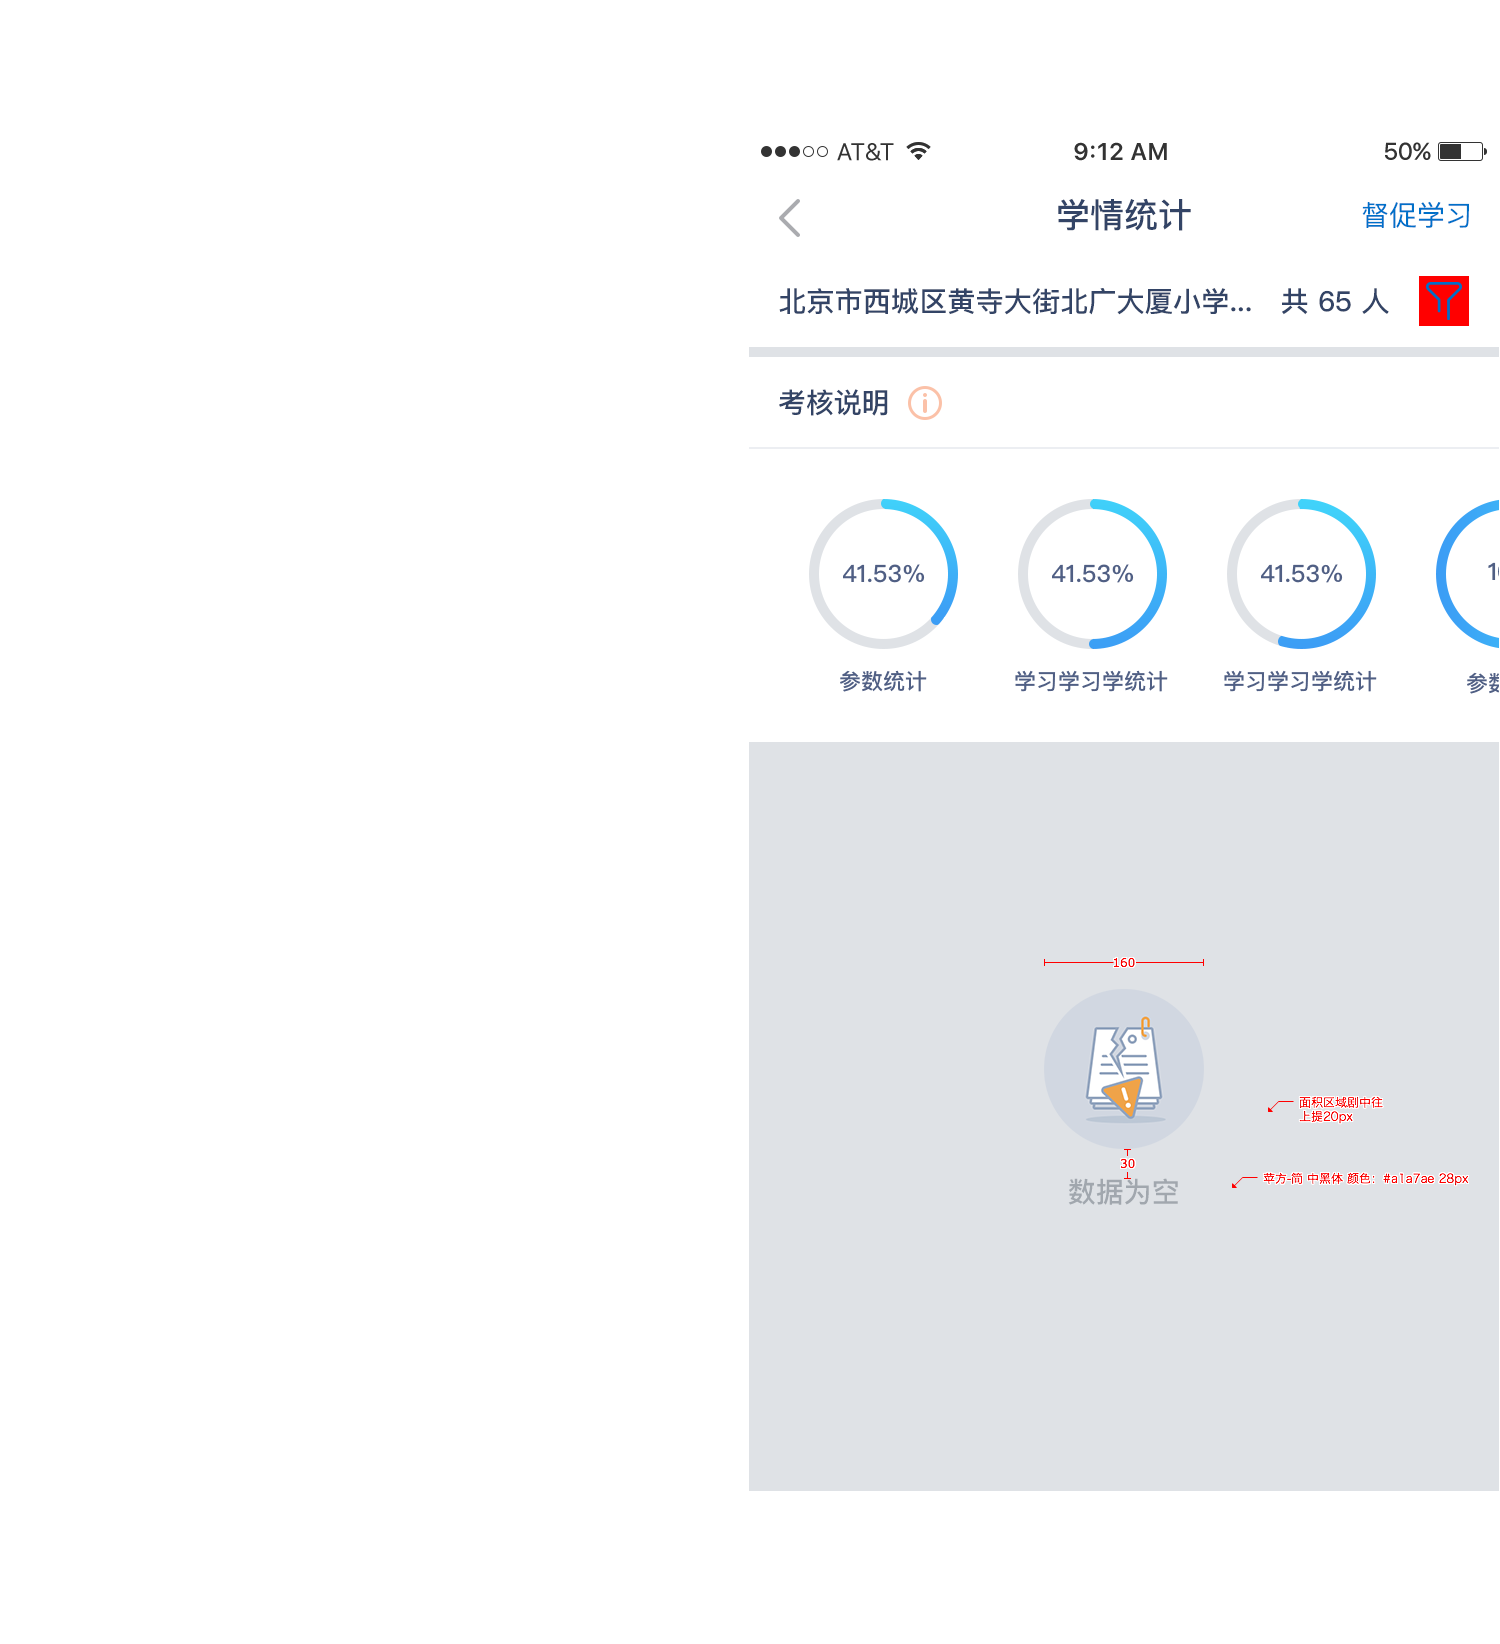 AT&T
9:12 AM
50%
学情统计
督促学习
北京市西城区黄寺大街北广大厦小学...
共 65 人
考核说明
41.53%
41.53%
41.53%
参数统计
学习学习学统计
学习学习学统计
160
面积区域剧中往
上提20px
30
苹方-简 中黑体 颜色：#a1a7ae 28px
数据为空